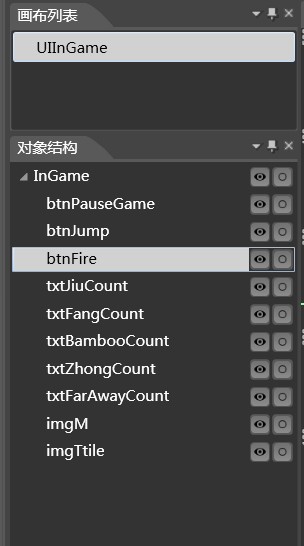 画布列表
UIInGame
对象结构
InGame
btnPauseGame
btnJump
btnFire
txtJiuCount
txtFangCount
txtBambooCount
txtZhongCount
txtFarAwayCount
imgM
imgTtile